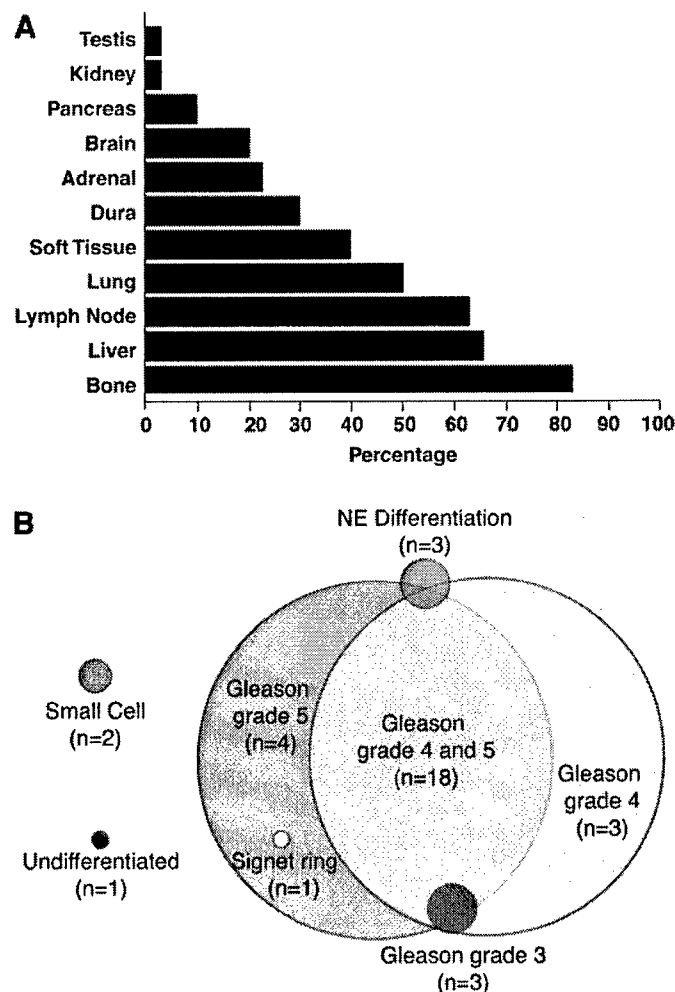 A
Testis
Kidney
Pancreas
Brain
Adrenal
Dura
Soft Tissue
Lung
Lymph Node
Liver
Bone
0 10 20 30 40 50 60 70 80 90 100
Percentage
B
NE Differentiation
(n=3)
Small Cell
(n=2)
Gleason
grade 5
(n=4)
Gleason
grade 4 and 5
(n=18)
Gleason
grade 4
(n=3)
Undifferentiated
(n=1)
Signet ring
(n=1)
Gleason grade 3
(n=3)